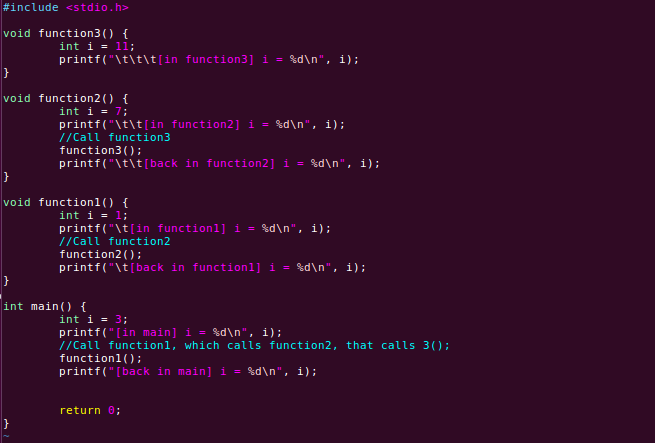 #include <stdio.h>

void function3() {
        int i = 11;
        printf("\t\t\t[in function3] i = %d\n", i);
}

void function2() {
        int i = 7;
        printf("\t\t[in function2] i = %d\n", i);
        //Call function3
        function3();
        printf("\t\t[back in function2] i = %d\n", i);
}

void function1() {
        int i = 1;
        printf("\t[in function1] i = %d\n", i);
        //Call function2
        function2();
        printf("\t[back in function1] i = %d\n", i);
}

int main() {
        int i = 3;
        printf("[in main] i = %d\n", i);
        //Call function1, which calls function2, that calls 3();
        function1();
        printf("[back in main] i = %d\n", i);


        return 0;
}
~